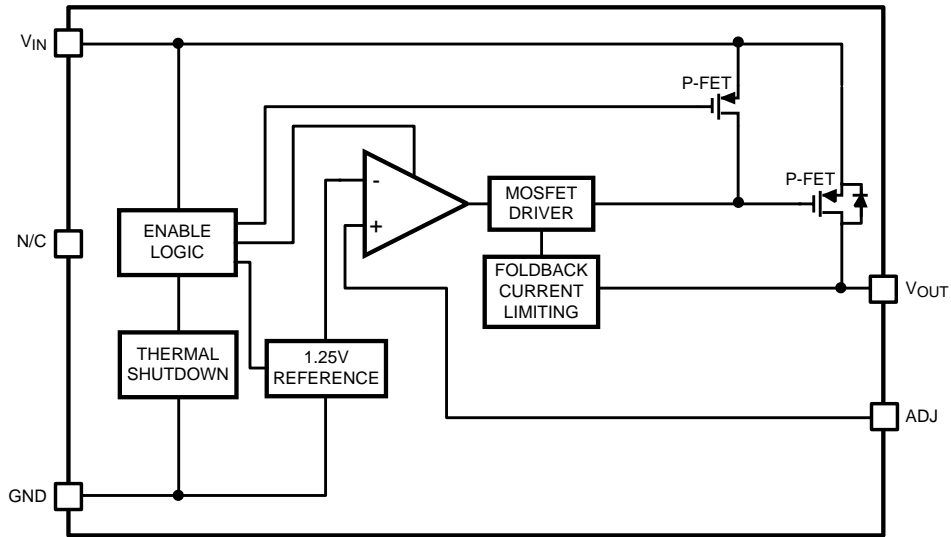 VIN
P-FET
P-FET
-
MOSFET
DRIVER
+
N/C
ENABLE
LOGIC
FOLDBACK
CURRENT
LIMITING
VOUT
THERMAL
SHUTDOWN
1.25V
REFERENCE
ADJ
GND